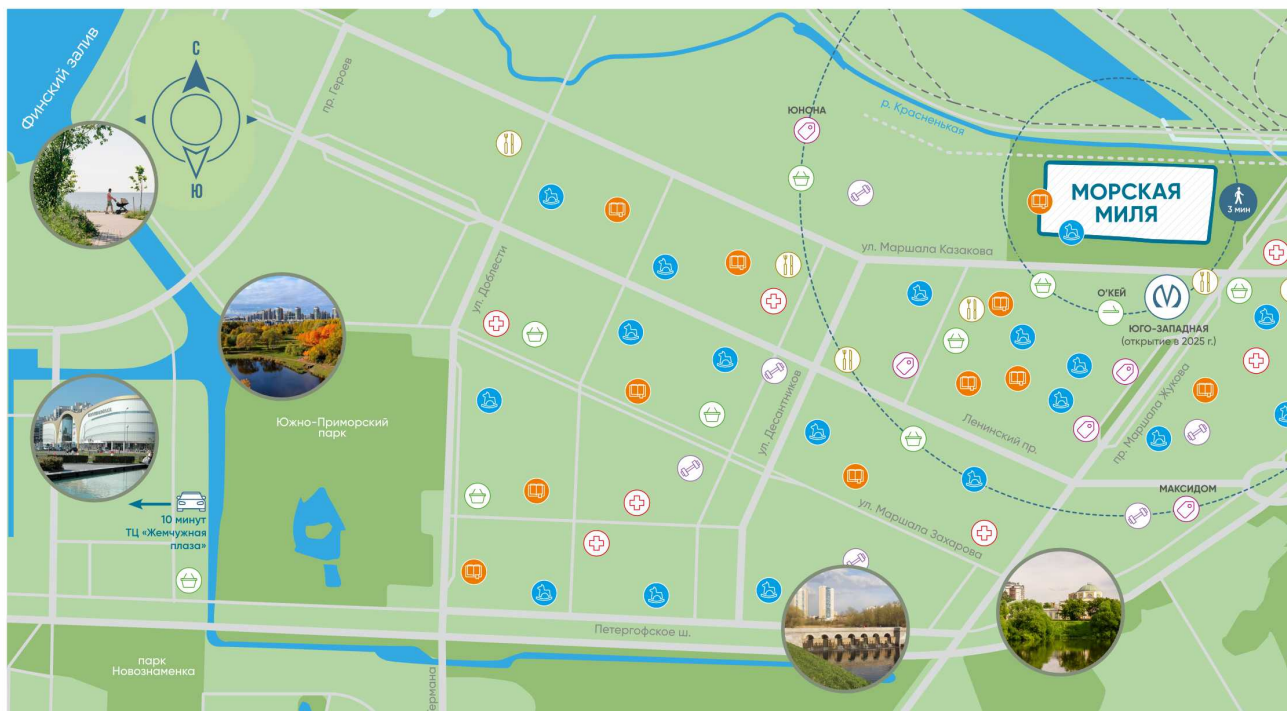 Финский залив
С
Ю
пр. Героев
ЮНОНА
р. Красненькая
МОРСКАЯ
МИЛЯ
3 мин
ул. Маршала Казакова
ул. Доблести
О'КЕЙ
ЮГО-ЗАПАДНАЯ
(открытие в 2025 г.)
Южно-Приморский
парк
ул. Десантников
Ленинский пр.
пр. Маршала Жукова
МАКСИДОМ
10 минут
ТЦ «Жемчужная
плаза»
ул. Маршала Захарова
Петергофское ш.
парк
Новознаменка